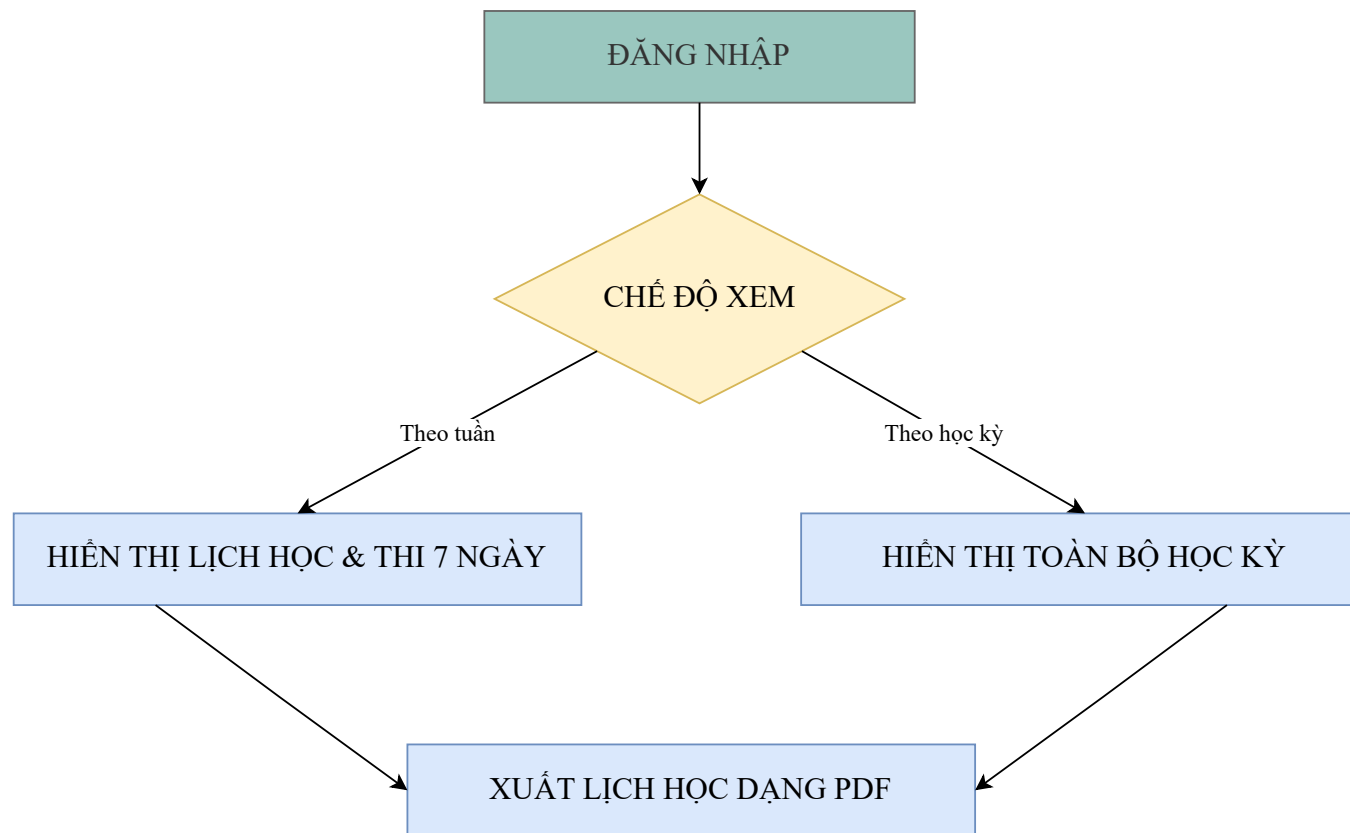 ĐĂNG NHẬP
CHẾ ĐỘ XEM
Theo tuần
Theo học kỳ
HIỂN THỊ LỊCH HỌC & THI 7 NGÀY
HIỂN THỊ TOÀN BỘ HỌC KỲ
XUẤT LỊCH HỌC DẠNG PDF